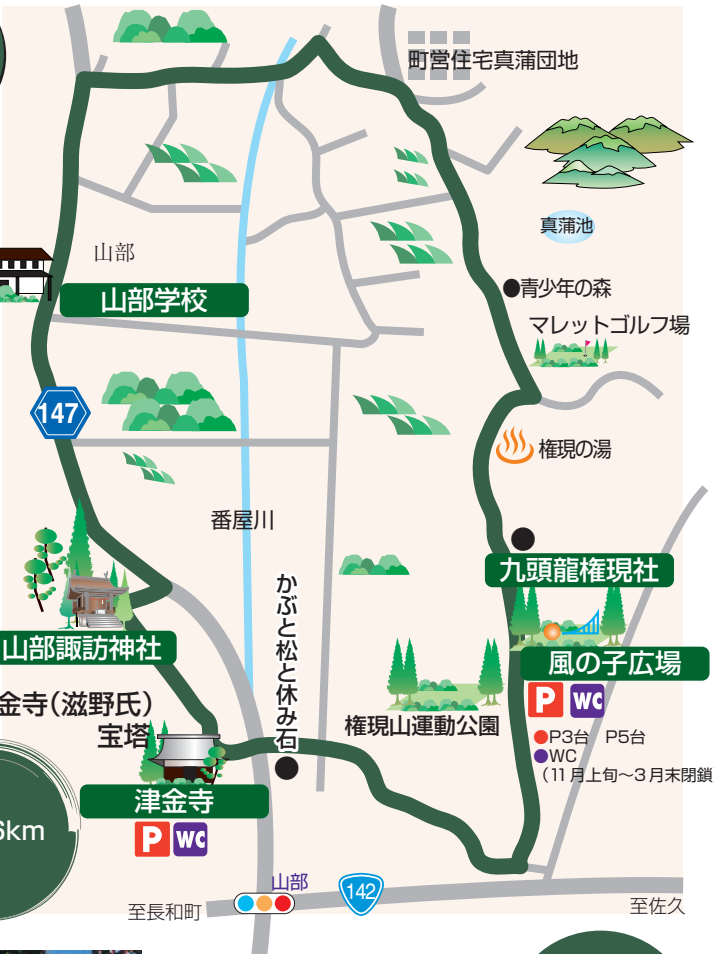 町営住宅真蒲団地
真蒲池
山部
青少年の森
山部学校
マレットゴルフ場
147
権現の湯
番屋川
九頭龍権現社
かぶと松と休み石
山部諏訪神社
風の子広場
金寺(滋野氏)
宝塔
権現山運動公園
P WC
●P3台 P5台
●WC
(11月上旬〜3月末閉鎖
津金寺
P WC
6km
山部
142
至長和町
至佐久